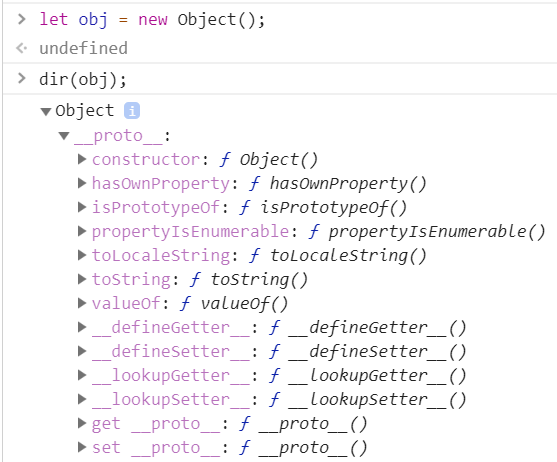 let obj = new Object();
undefined
dir(obj);
Object i
__proto__:
constructor: ƒ Object()
hasOwnProperty: ƒ hasOwnProperty()
isPrototypeOf: ƒ isPrototypeOf()
propertyIsEnumerable: ƒ propertyIsEnumerable()
toLocaleString: ƒ toLocaleString()
toString: ƒ toString()
valueOf: ƒ valueOf()
__defineGetter__: ƒ __defineGetter__()
__defineSetter__: ƒ __defineSetter__()
__lookupGetter__: ƒ __lookupGetter__()
__lookupSetter__: ƒ __lookupSetter__()
get __proto__: ƒ __proto__()
set __proto__: ƒ __proto__()